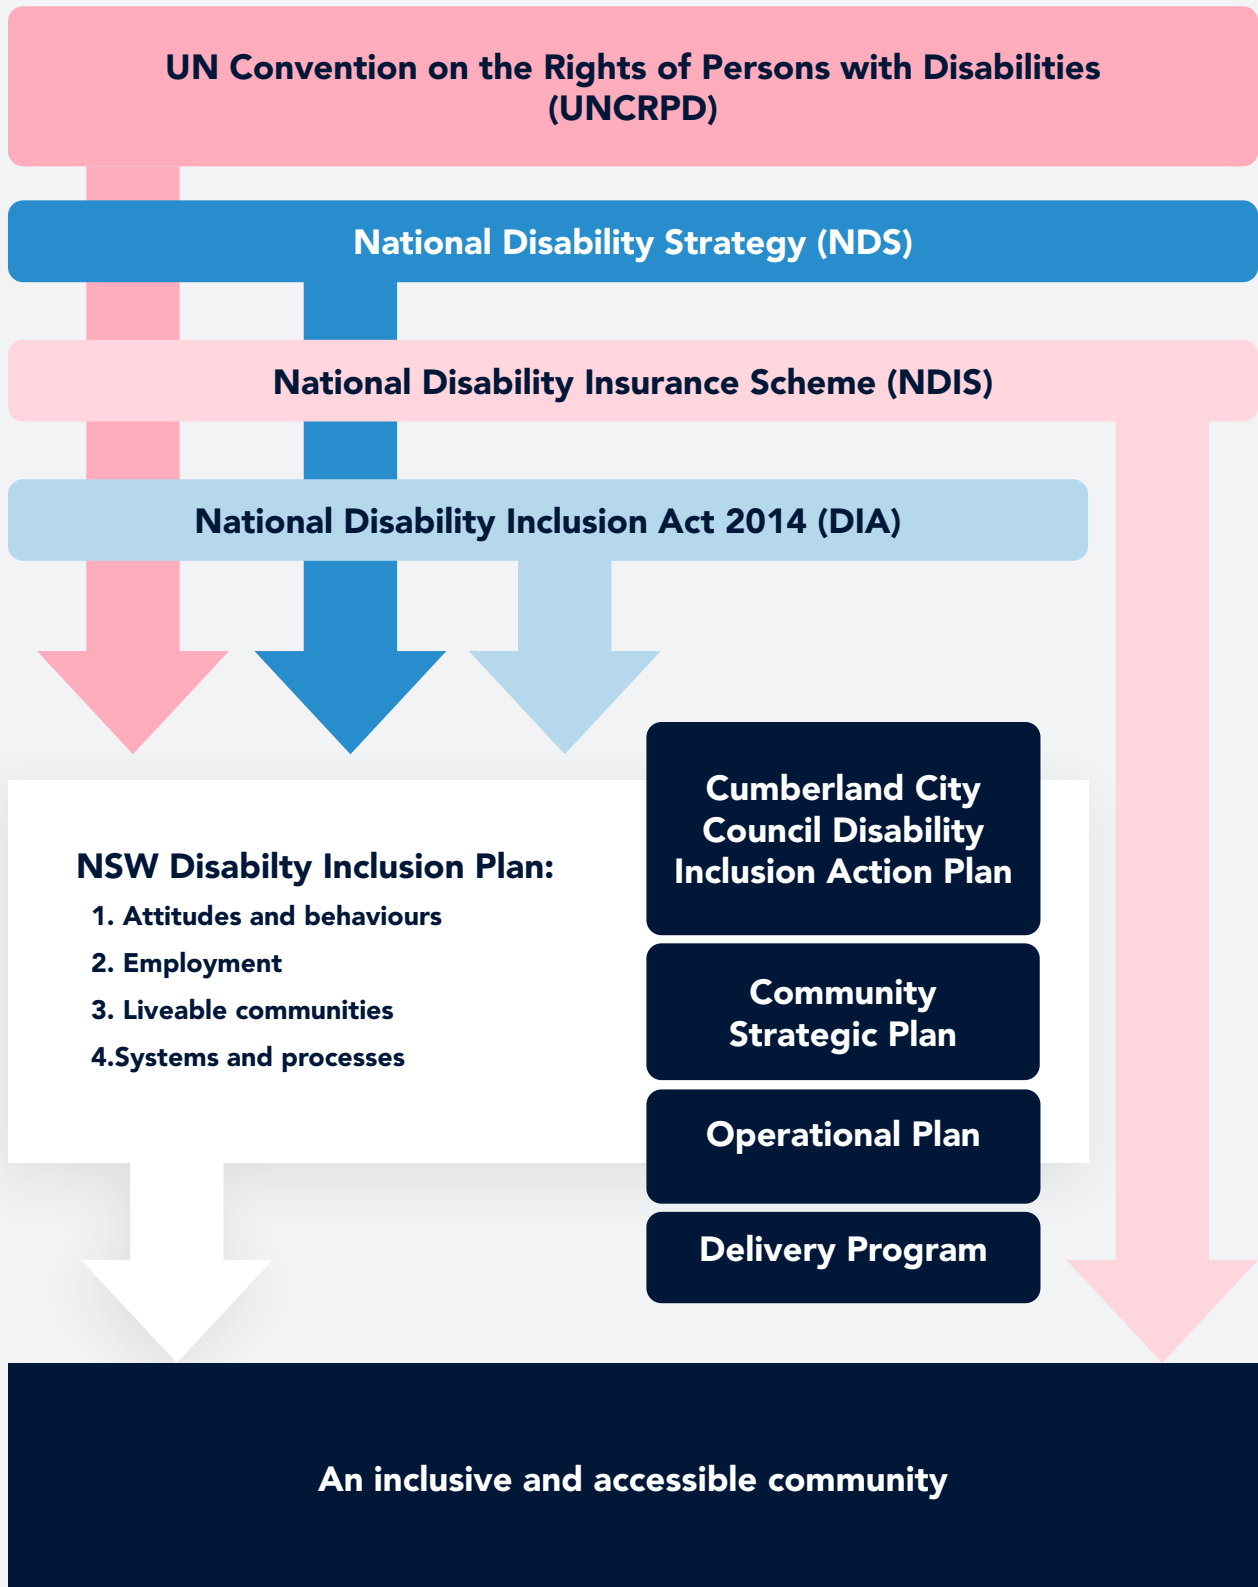 UN Convention on the Rights of Persons with Disabilities
(UNCRPD)
National Disability Strategy (NDS)
National Disability Insurance Scheme (NDIS)
National Disability Inclusion Act 2014 (DIA)
NSW Disabilty Inclusion Plan:
1. Attitudes and behaviours
2. Employment
3. Liveable communities
4.Systems and processes
Cumberland City
Council Disability
Inclusion Action Plan
Community
Strategic Plan
Operational Plan
Delivery Program
An inclusive and accessible community